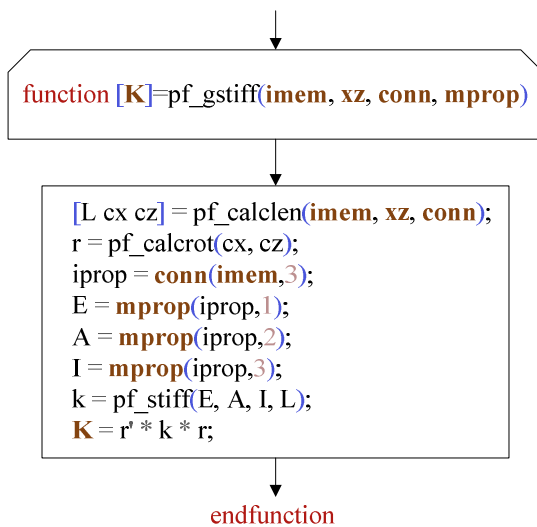 function [K]=pf_gstiff(imem, xz, conn, mprop)
[L cx cz] = pf_calclen(imem, xz, conn);
r = pf_calcrot(cx, cz);
iprop = conn(imem,3);
E = mprop(iprop,1);
A = mprop(iprop,2);
I = mprop(iprop,3);
k = pf_stiff(E, A, I, L);
K = r' * k * r;
endfunction